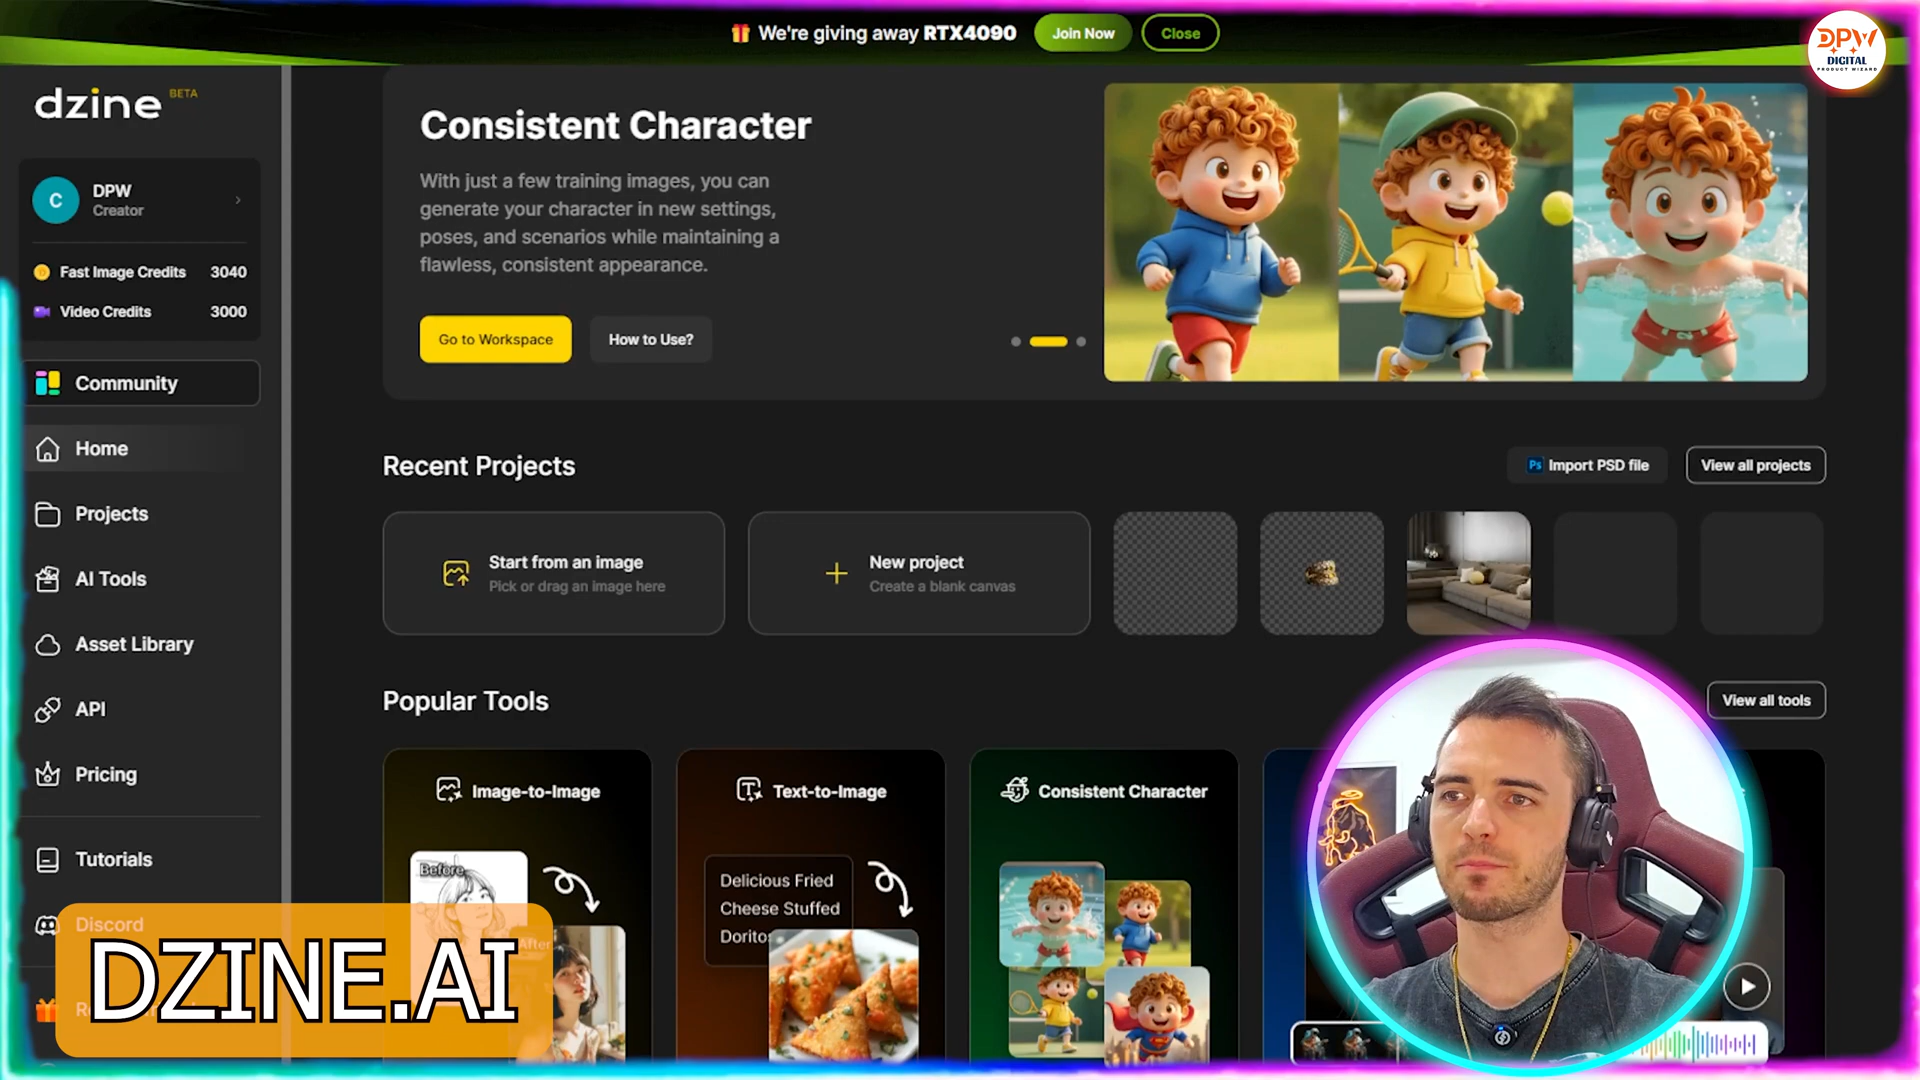 We're giving away RTX4090
Join Now
Close
DPW
DIGITAL
PRODUCT WIZARD
dzine BETA
C
DPW
Creator
Fast Image Credits 3040
Video Credits 3000
Community
Home
Projects
AI Tools
Asset Library
API
Pricing
Tutorials
Discord
Consistent Character
With just a few training images, you can
generate your character in new settings,
poses, and scenarios while maintaining a
flawless, consistent appearance.
Go to Workspace
How to Use?
Recent Projects
Ps Import PSD file
View all projects
Start from an image
Pick or drag an image here
New project
Create a blank canvas
Popular Tools
View all tools
Image-to-Image
Before
After
Text-to-Image
Delicious Fried
Cheese Stuffed
Doritos
Consistent Character
DZINE.AI